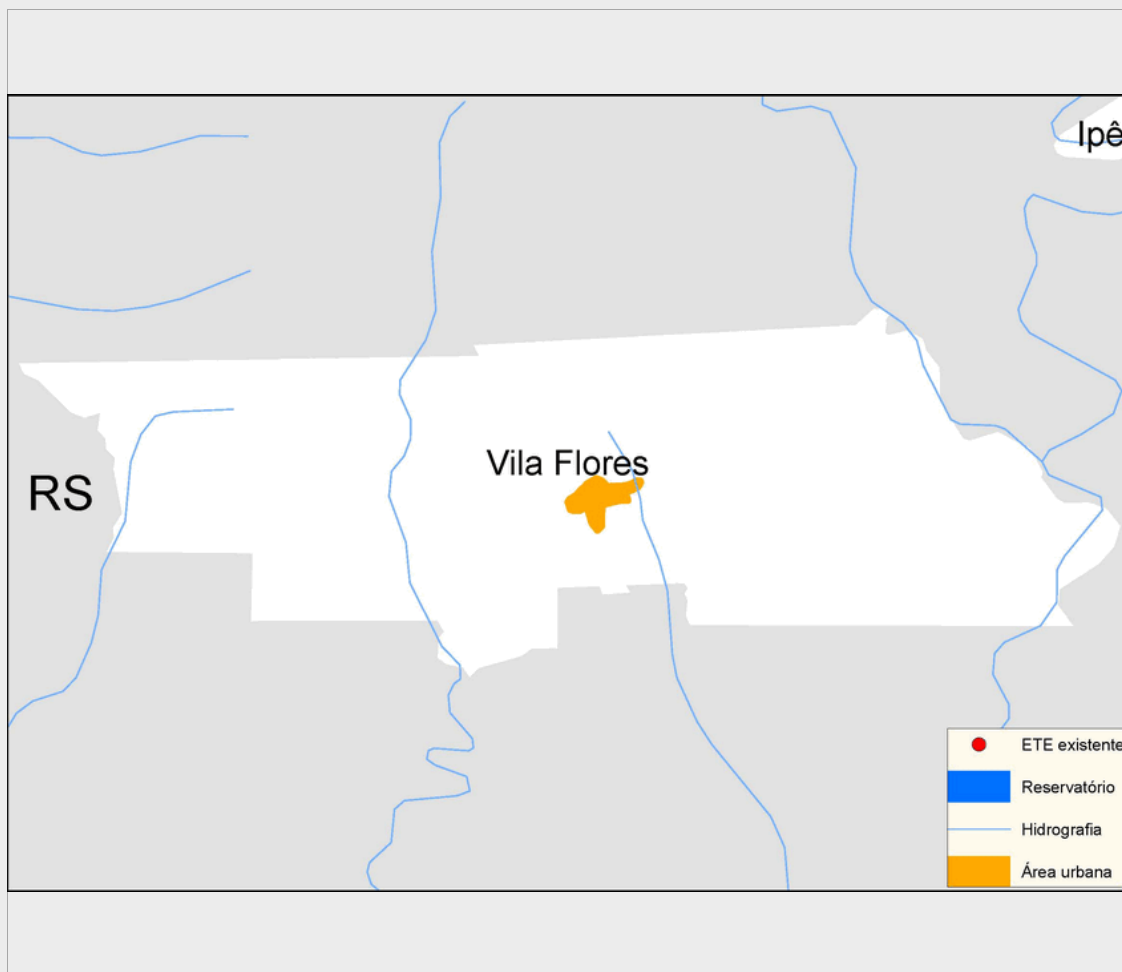 Ipê
Vila Flores
RS
ETE existente
Reservatório
Hidrografia
Área urbana